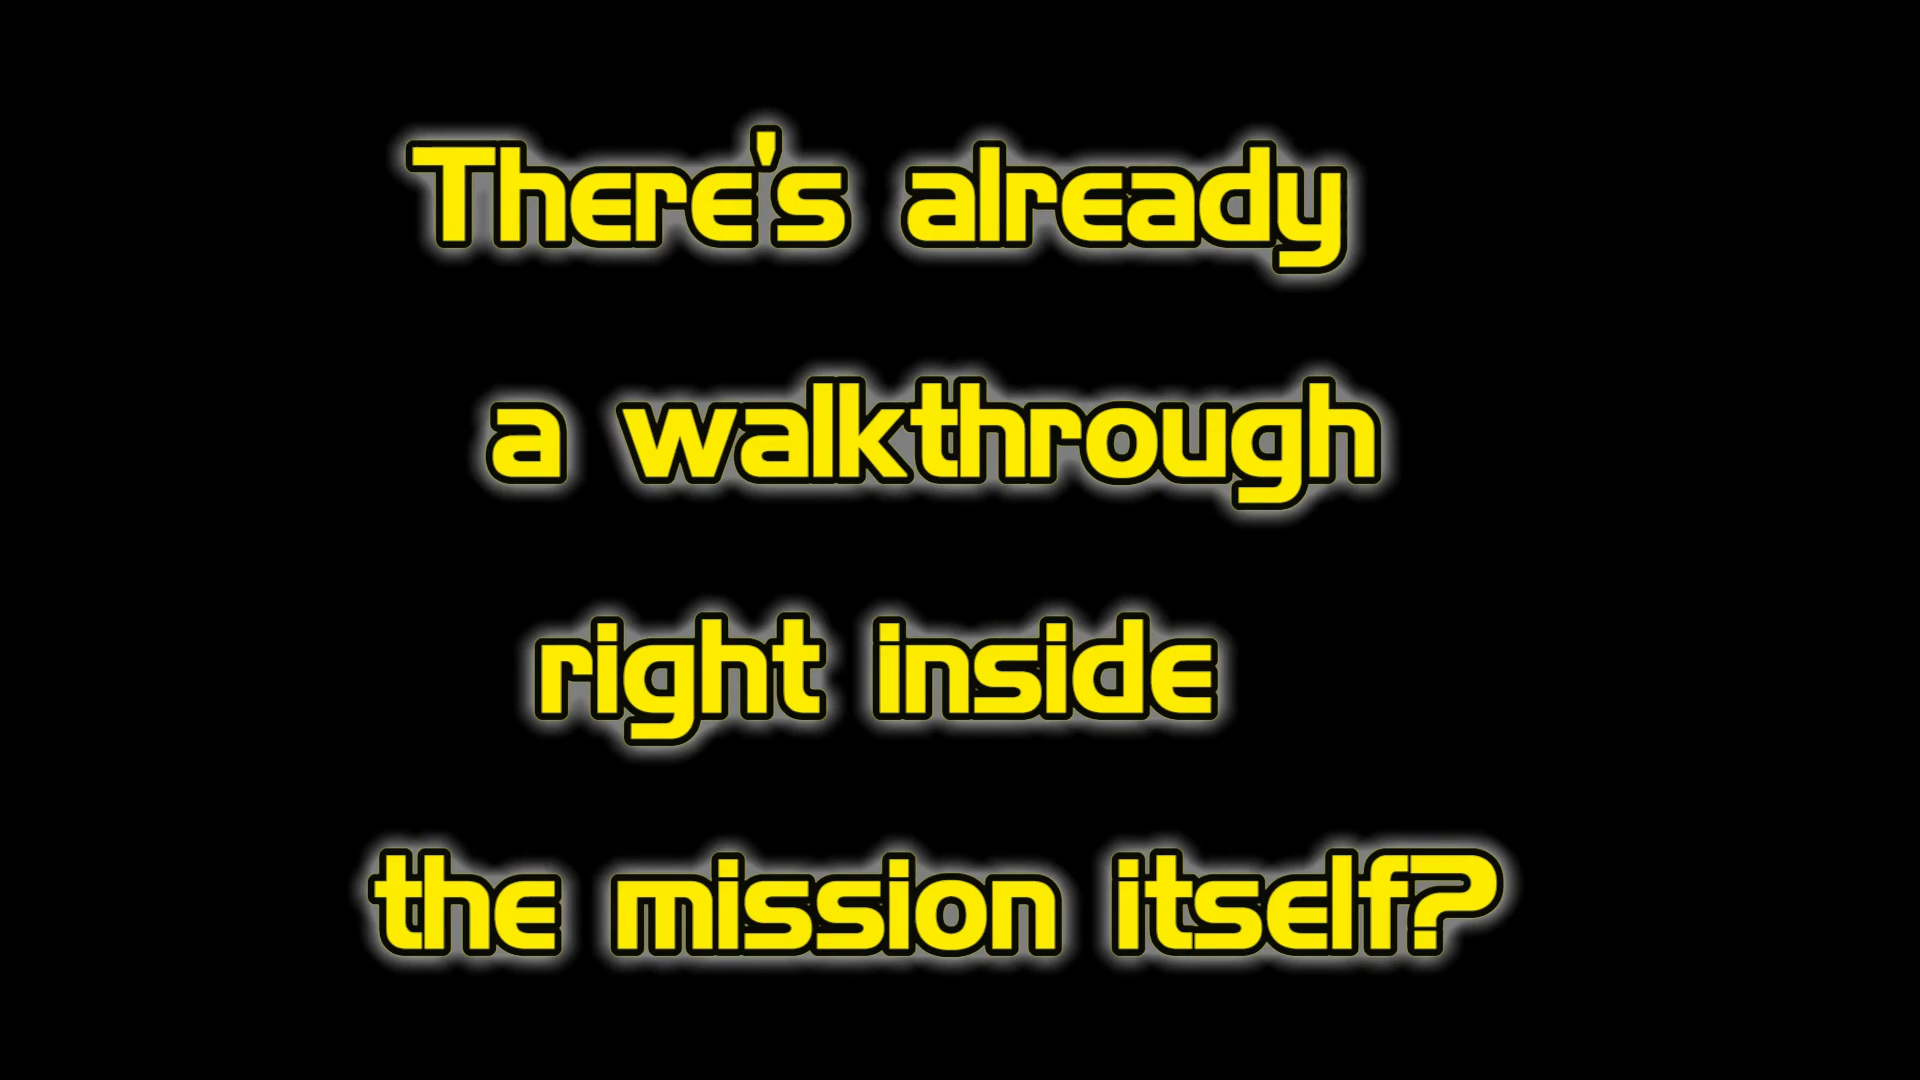 There's already
a walkthrough
right inside
the mission itself?